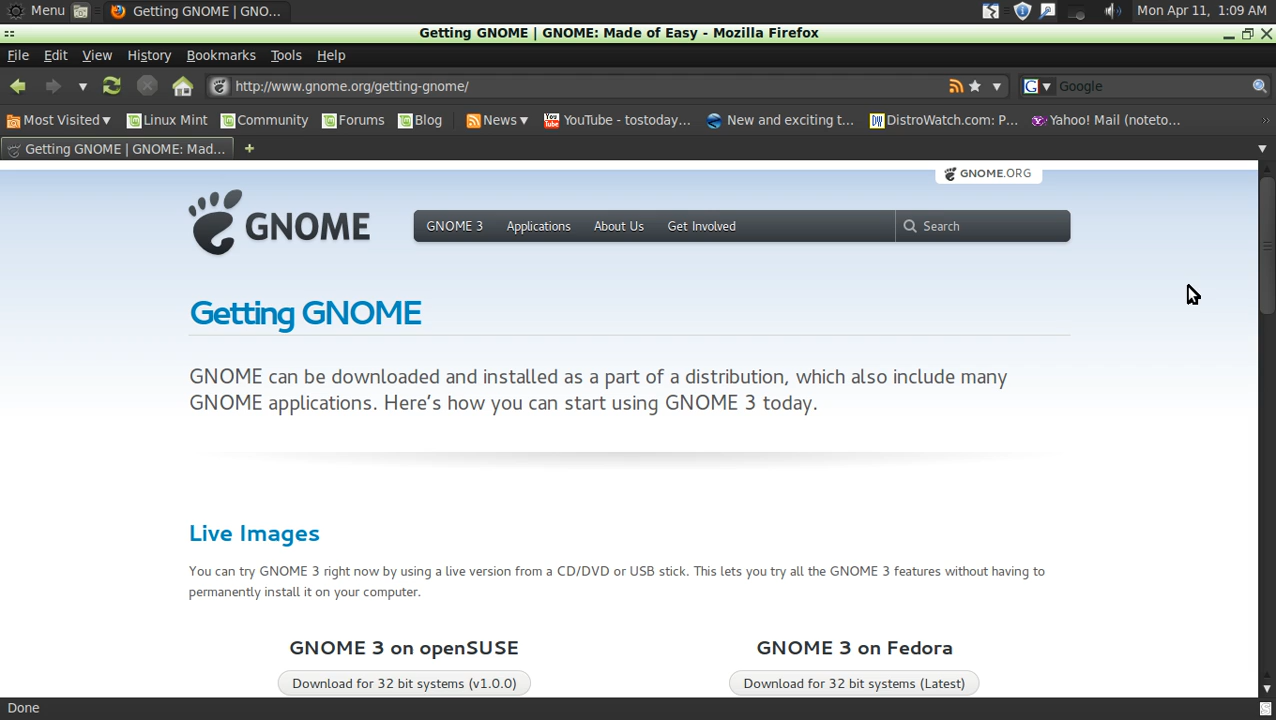 Menu
Getting GNOME | GNO...
Mon Apr 11, 1:09 AM
Getting GNOME | GNOME: Made of Easy - Mozilla Firefox
File Edit View History Bookmarks Tools Help
http://www.gnome.org/getting-gnome/
Google
Most Visited
Linux Mint
Community
Forums
Blog
News
YouTube - tostoday...
New and exciting t...
DistroWatch.com: P...
Yahoo! Mail (noteto...
Getting GNOME | GNOME: Mad...
GNOME.ORG
GNOME
GNOME 3 Applications About Us Get Involved Search
Getting GNOME
GNOME can be downloaded and installed as a part of a distribution, which also include many
GNOME applications. Here’s how you can start using GNOME 3 today.
Live Images
You can try GNOME 3 right now by using a live version from a CD/DVD or USB stick. This lets you try all the GNOME 3 features without having to
permanently install it on your computer.
GNOME 3 on openSUSE
GNOME 3 on Fedora
Download for 32 bit systems (v1.0.0)
Download for 32 bit systems (Latest)
Done